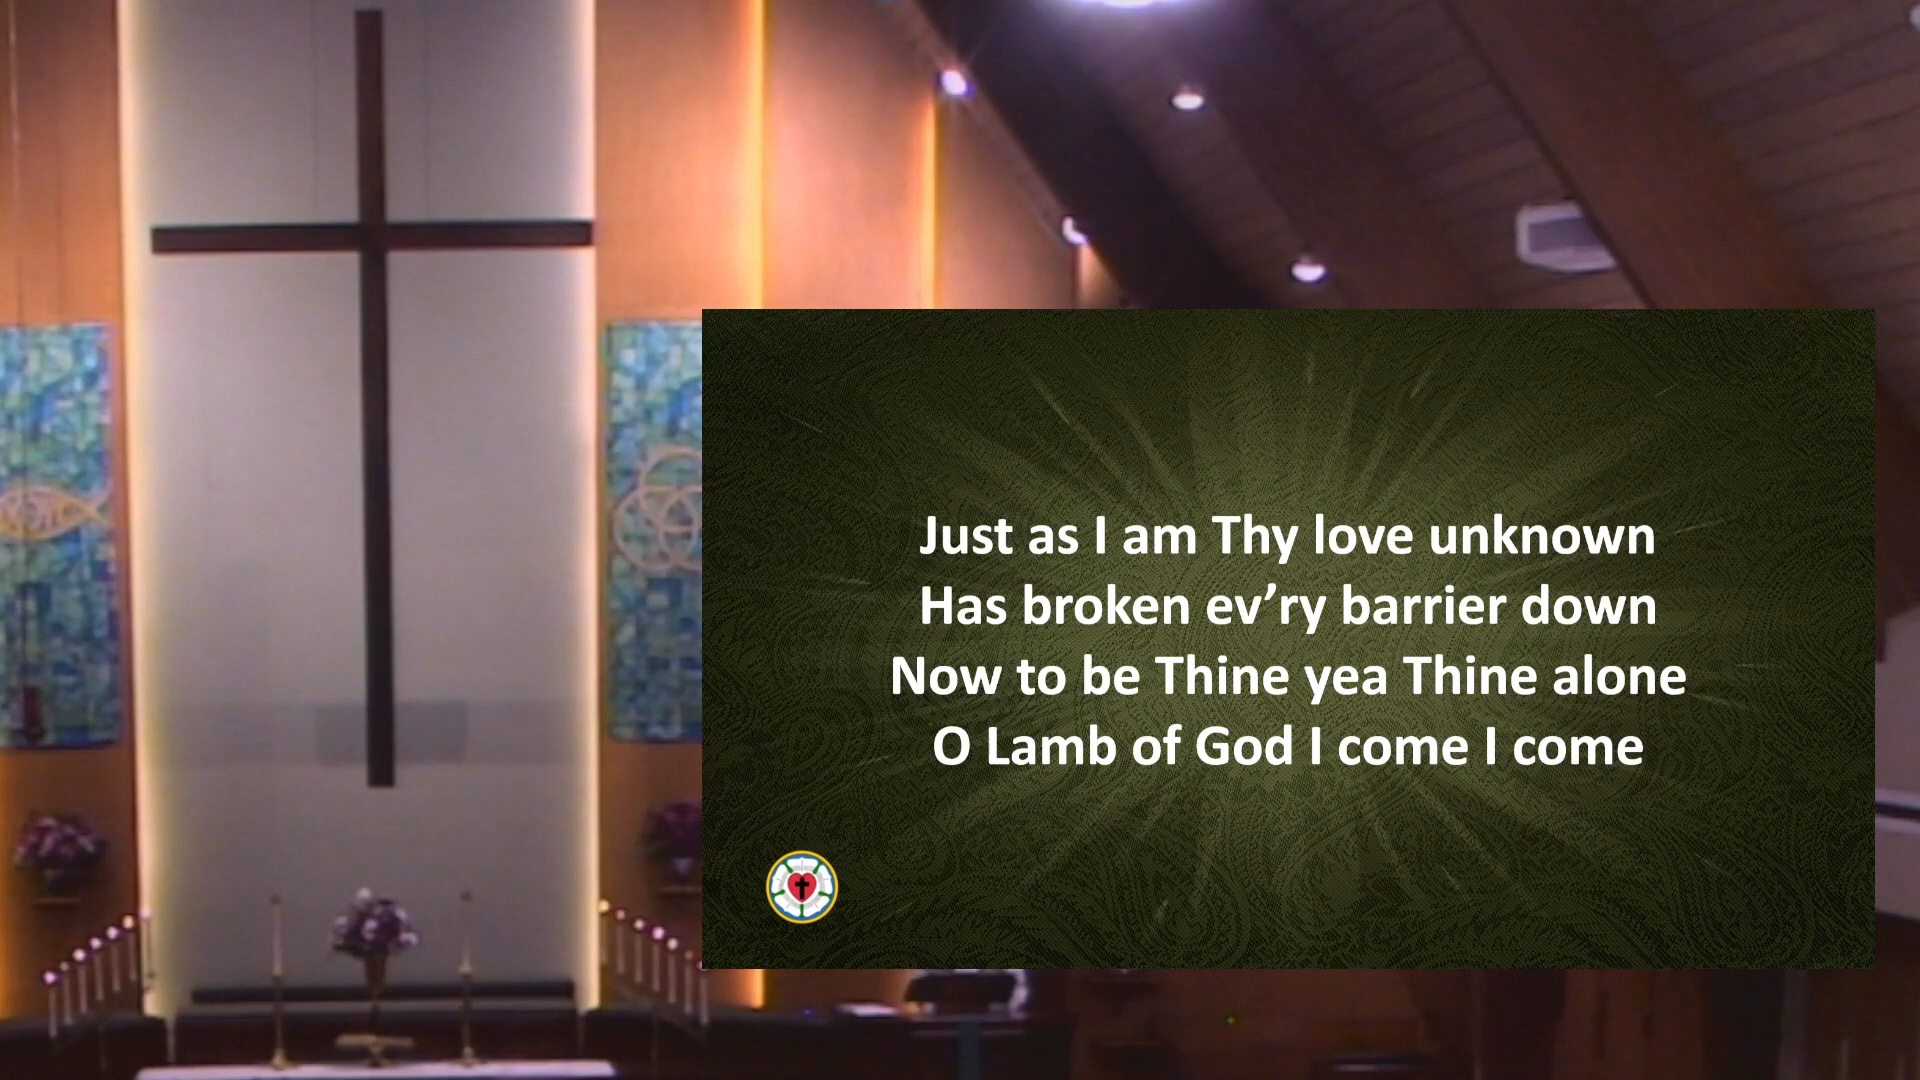 Just as I am Thy love unknown
Has broken ev’ry barrier down
Now to be Thine yea Thine alone
O Lamb of God I come I come